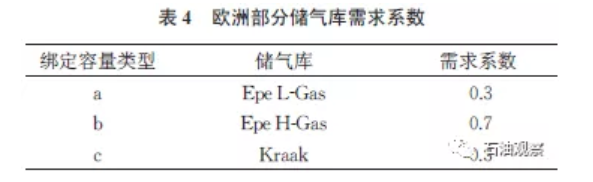 表 4 欧洲部分储气库需求系数
绑定容量类型 储气库 需求系数
a Epe L-Gas 0.3
b Epe H-Gas 0.7
c Kraak
石油观察